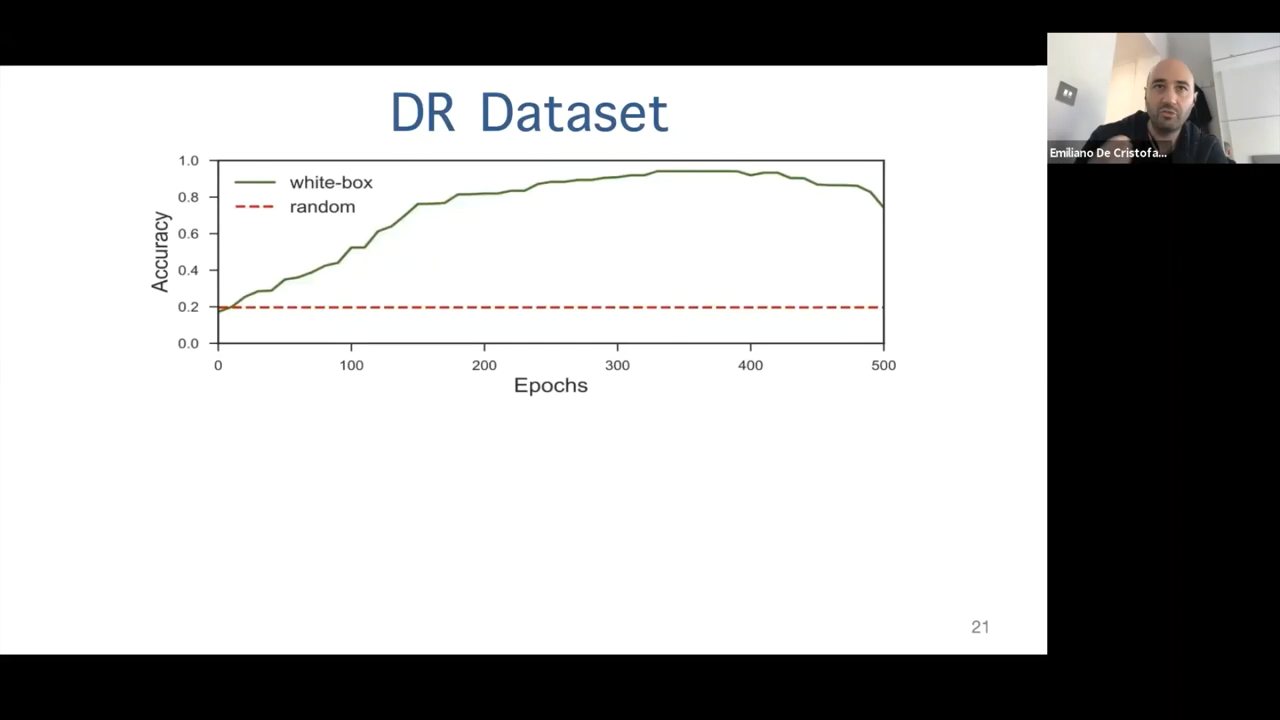 DR Dataset
1.0
0.8
0.6
0.4
0.2
0.0
Accuracy
white-box
random
0
100
200
300
400
500
Epochs
21
Emiliano De Cristofa...